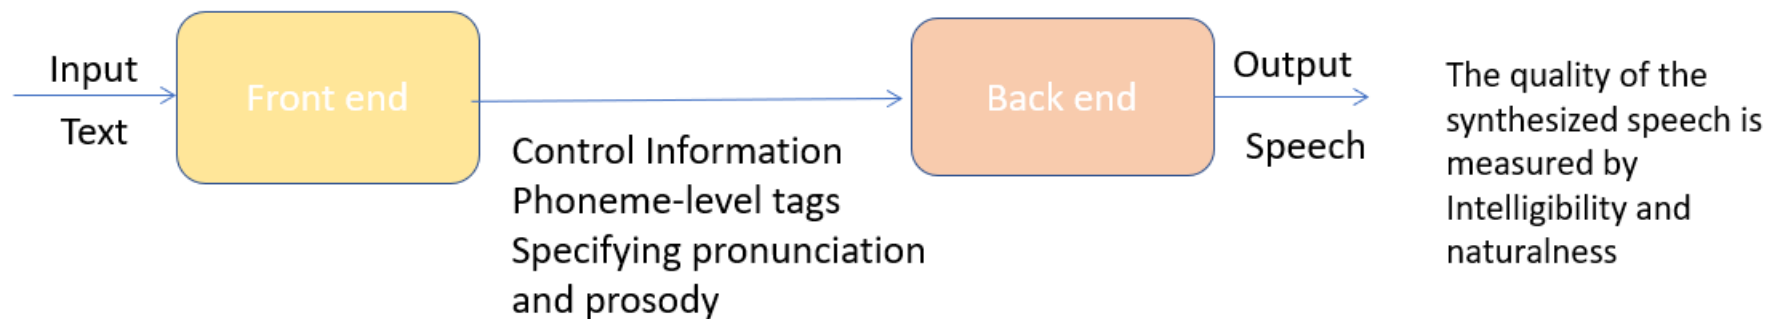 Input
Text
Front end
Control Information
Phoneme-level tags
Specifying pronunciation
and prosody
Back end
Output
Speech
The quality of the
synthesized speech is
measured by
Intelligibility and
naturalness